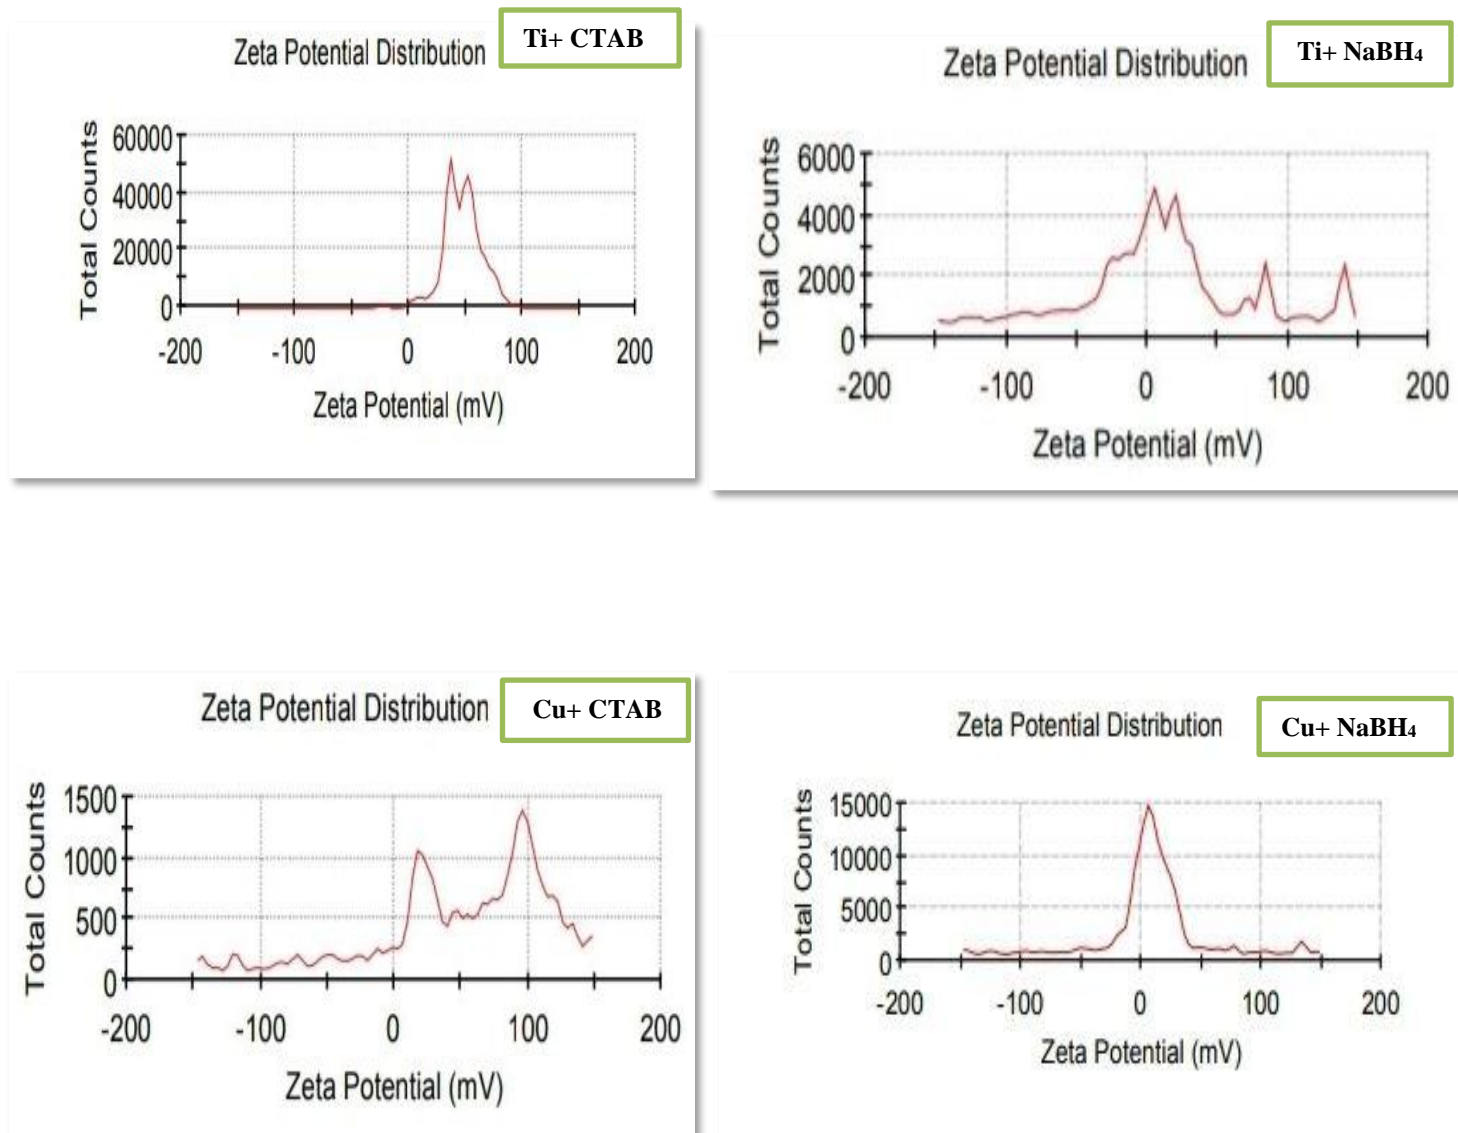 Zeta Potential Distribution
Ti+ CTAB
Total Counts
60000
40000
20000
0
-200 -100 0 100 200
Zeta Potential (mV)
Zeta Potential Distribution
Ti+ NaBH₄
Total Counts
6000
4000
2000
0
-200 -100 0 100 200
Zeta Potential (mV)
Zeta Potential Distribution
Cu+ CTAB
Total Counts
1500
1000
500
0
-200 -100 0 100 200
Zeta Potential (mV)
Zeta Potential Distribution
Cu+ NaBH₄
Total Counts
15000
10000
5000
0
-200 -100 0 100 200
Zeta Potential (mV)